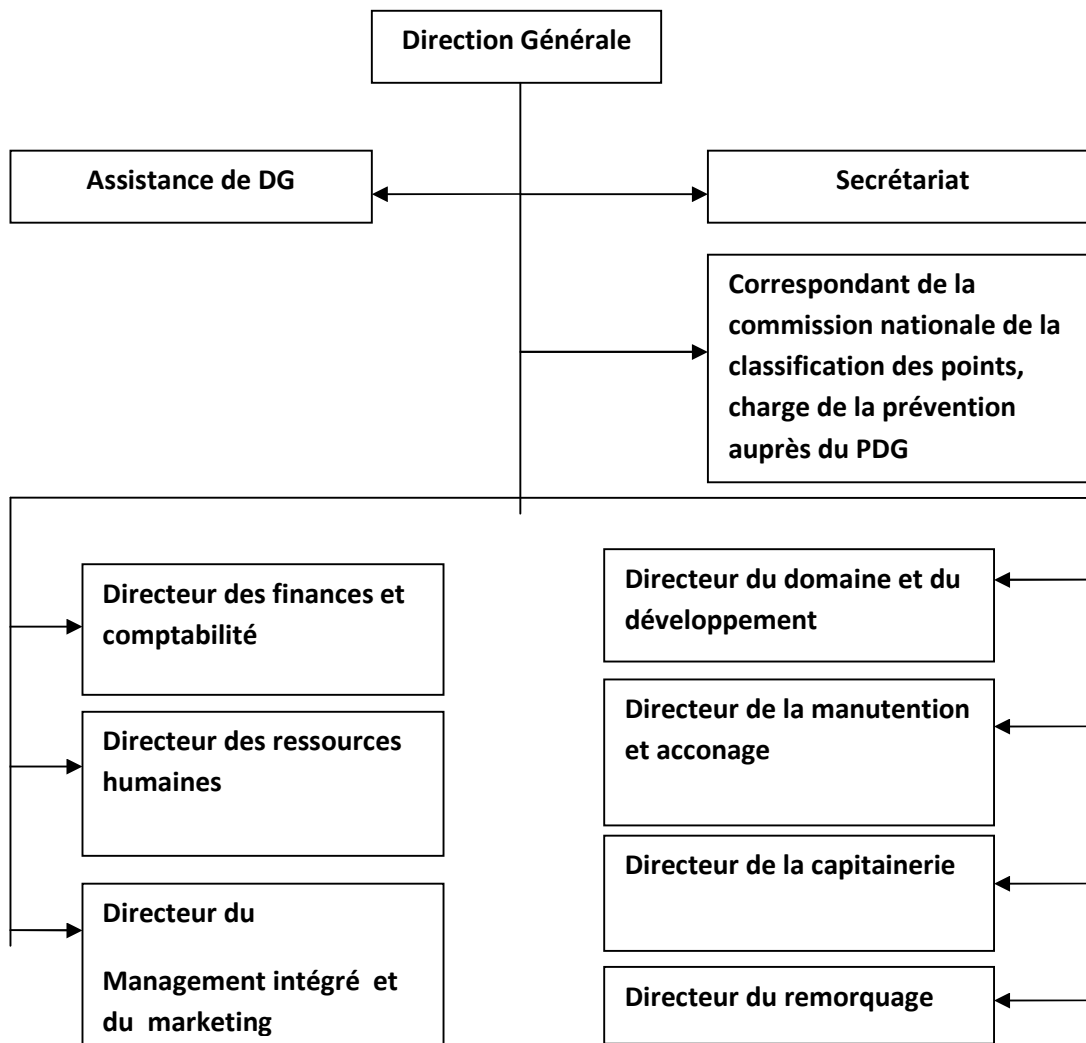 Direction Générale
Assistance de DG
Secrétariat
Correspondant de la
commission nationale de la
classification des points,
charge de la prévention
auprès du PDG
Directeur des finances et
comptabilité
Directeur des ressources
humaines
Directeur du
Management intégré et
du marketing
Directeur du domaine et du
développement
Directeur de la manutention
et acconage
Directeur de la capitainerie
Directeur du remorquage